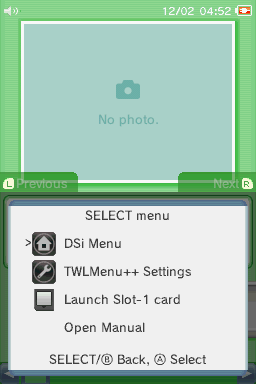 12/02 04:52
No photo.
L Previous
Next R
SELECT menu
> DSi Menu
TWLMenu++ Settings
Launch Slot-1 card
Open Manual
SELECT/Ⓑ Back, Ⓐ Select